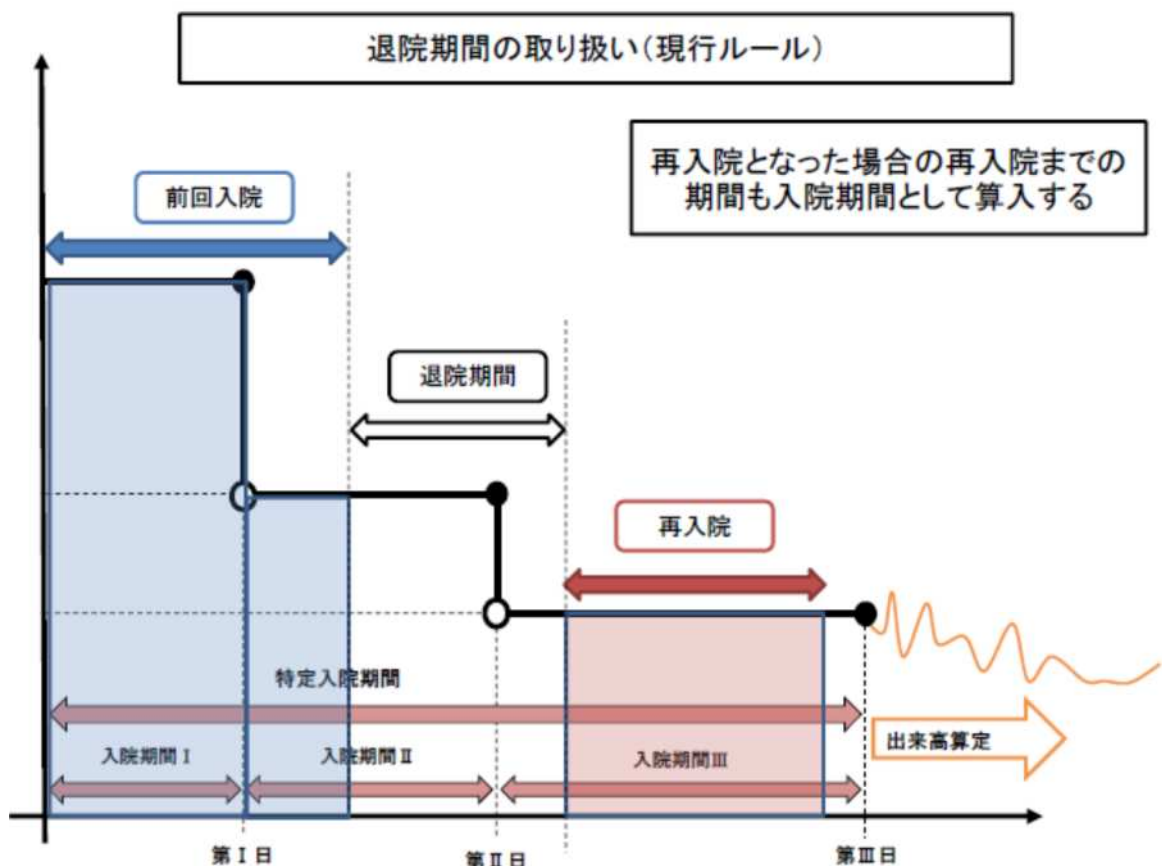 退院期間の取り扱い(現行ルール)
再入院となった場合の再入院までの
期間も入院期間として算入する
前回入院
退院期間
再入院
特定入院期間
入院期間Ⅰ
入院期間Ⅱ
入院期間Ⅲ
出来高算定
第Ⅰ日
第Ⅱ日
第Ⅲ日